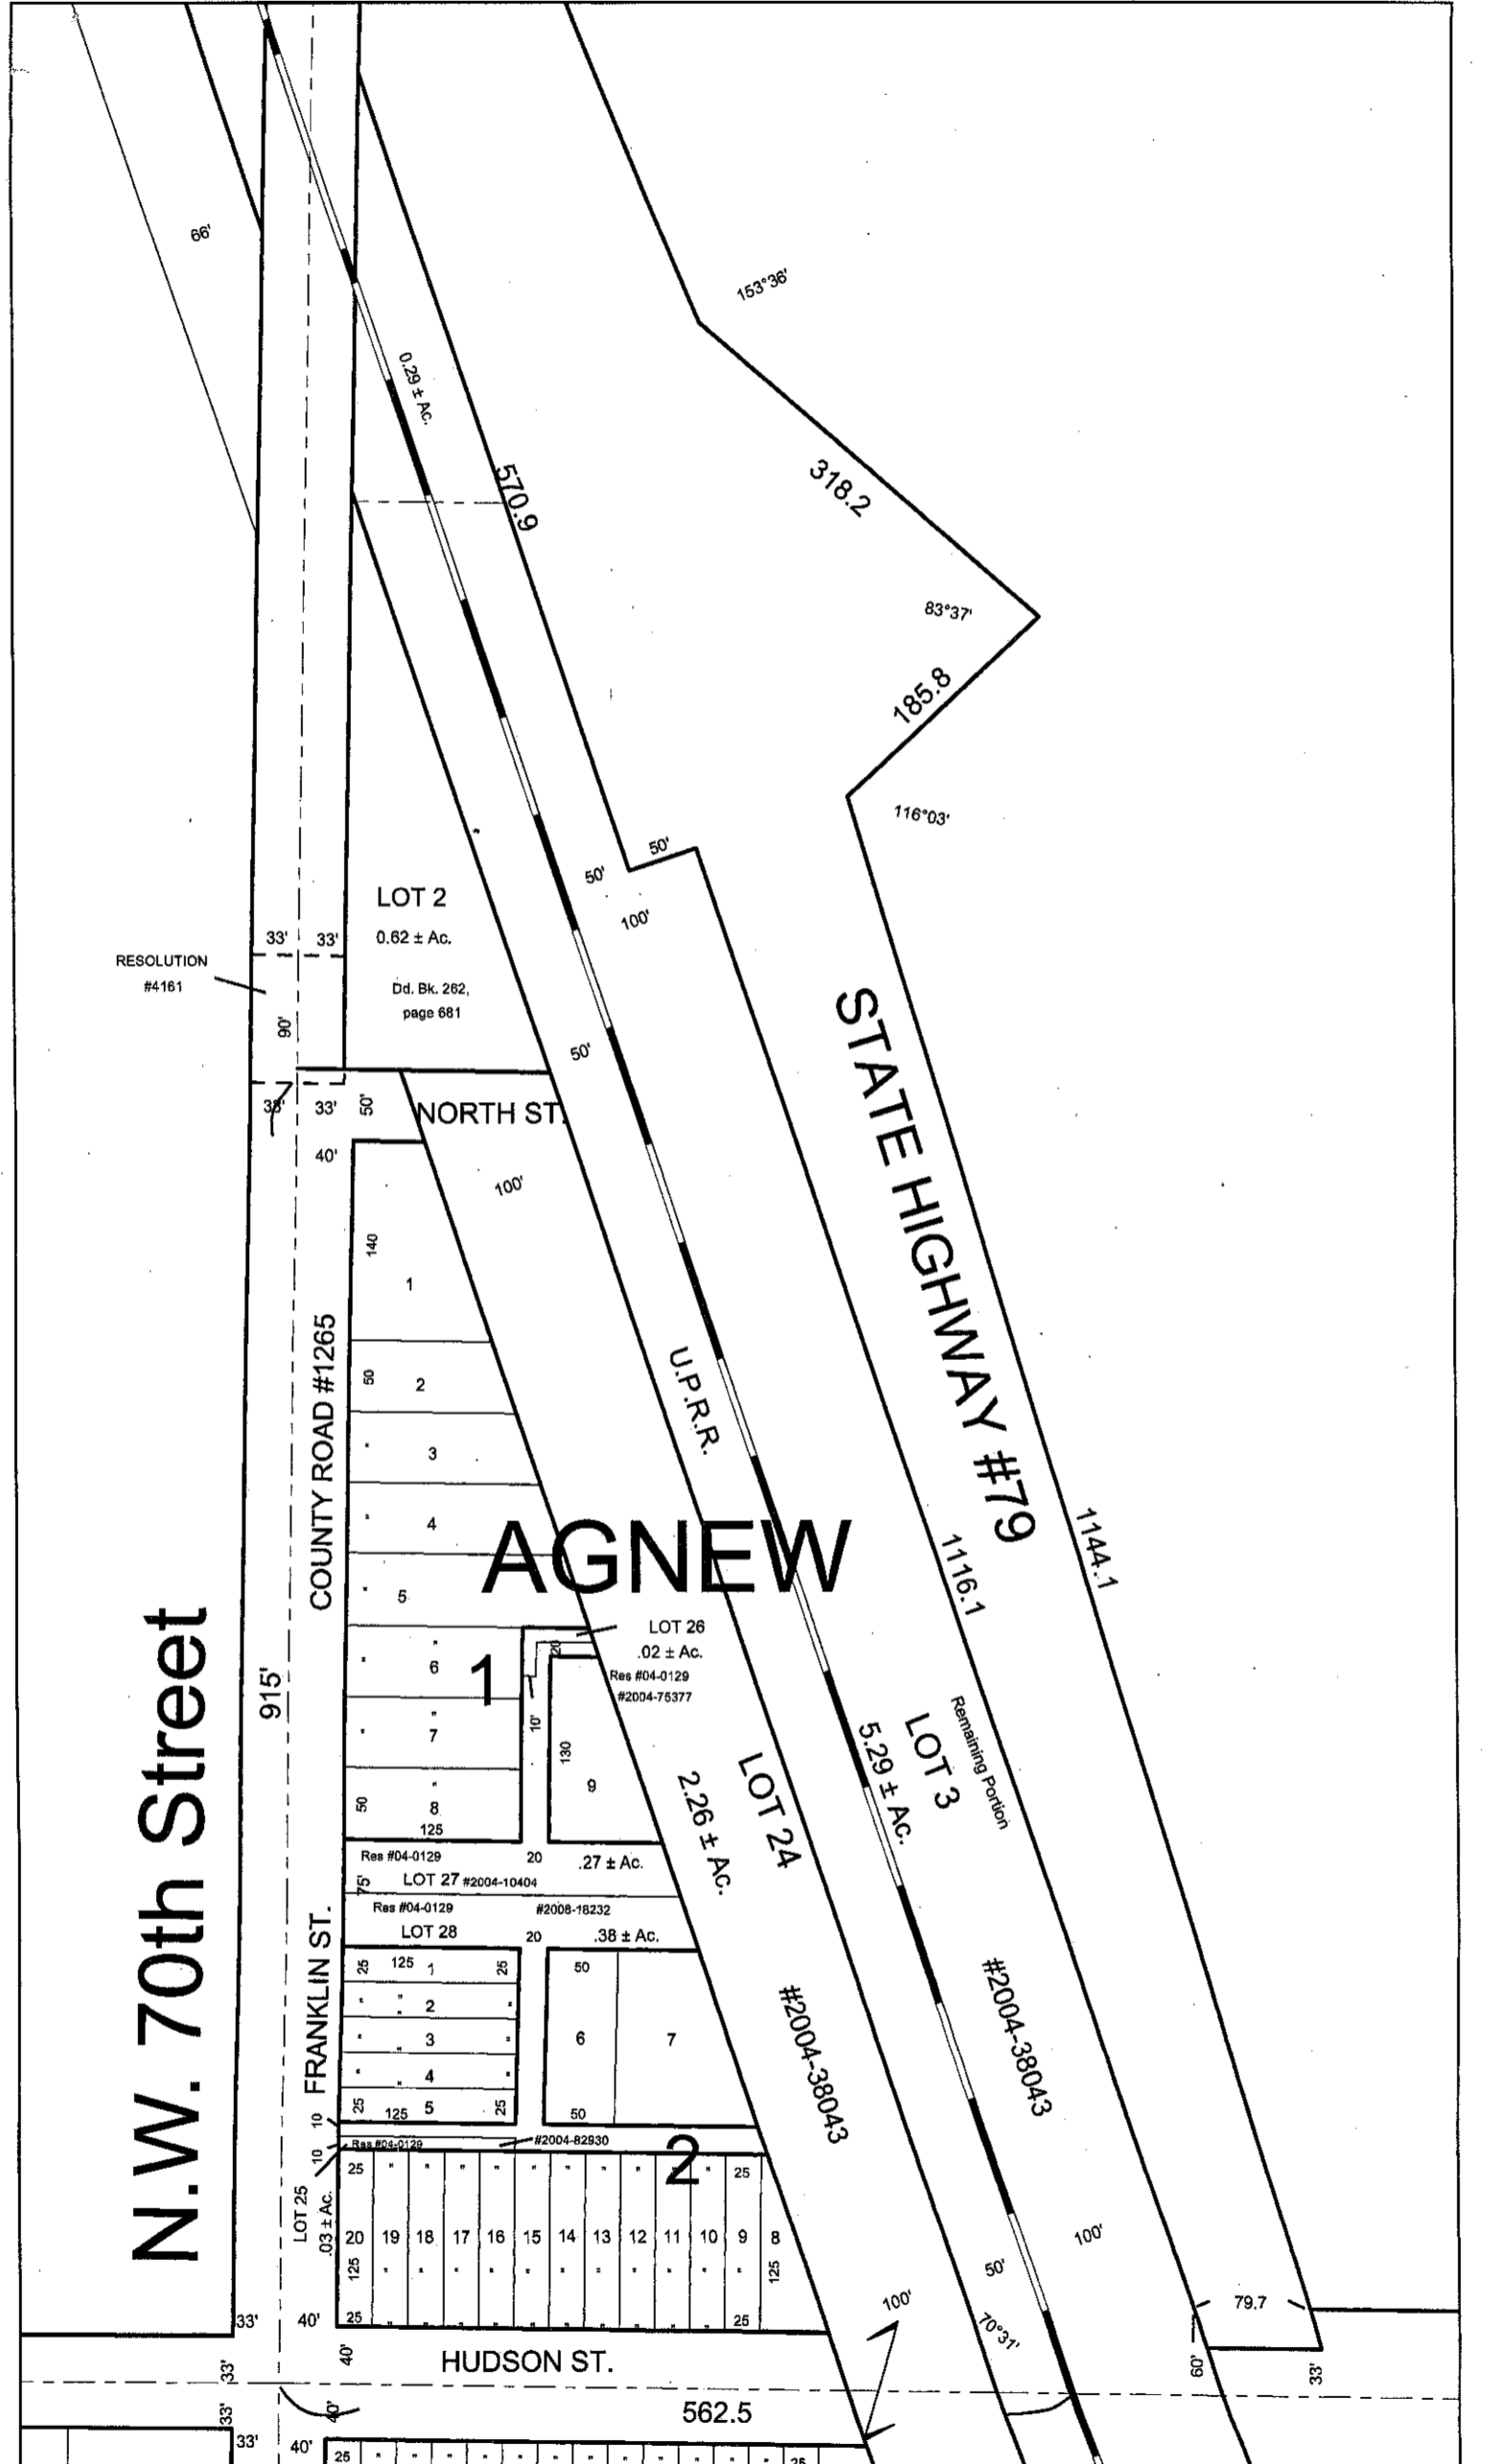 66'
153°36'
0.29 ± Ac.
570.9
318.2
83°37'
185.8
116°03'
50'
50'
100'
LOT 2
0.62 ± Ac.
Dd. Bk. 262,
page 681
33' 33'
RESOLUTION
#4161
90'
50'
33' 33' 50'
NORTH ST.
40'
100'
STATE HIGHWAY #79
140
1
COUNTY ROAD #1265
50 2
" 3
" 4
" 5
U.P.R.R.
AGNEW
1116.1
1144.1
N.W. 70th Street
915'
LOT 26
.02 ± Ac.
Res #04-0129
#2004-75377
20
"
" 6
1
"
" 7
10'
130
9
"
50 8
125
Remaining Portion
LOT 3
5.29 ± Ac.
LOT 24
2.26 ± Ac.
Res #04-0129 20 .27 ± Ac.
75' LOT 27 #2004-10404
Res #04-0129 #2008-18232
LOT 28 20 .38 ± Ac.
FRANKLIN ST.
25 125 1 25 50
" " 2 "
" " 3 " 6 7
" " 4 "
25 125 5 25 50
#2004-38043
#2004-38043
10
10 Res #04-0129 #2004-82930
2
LOT 25
.03 ± Ac.
25 " " " " " " " " " " 25
20 19 18 17 16 15 14 13 12 11 10 9 8
125 " " " " " " " " " " " 125
25 " " " " " " " " " " 25
100'
50'
100'
70°31'
79.7
33' 40'
40'
33'
HUDSON ST.
60'
33'
562.5
33'
40'
33' 40'
25 " " " " " " " " " " " 25